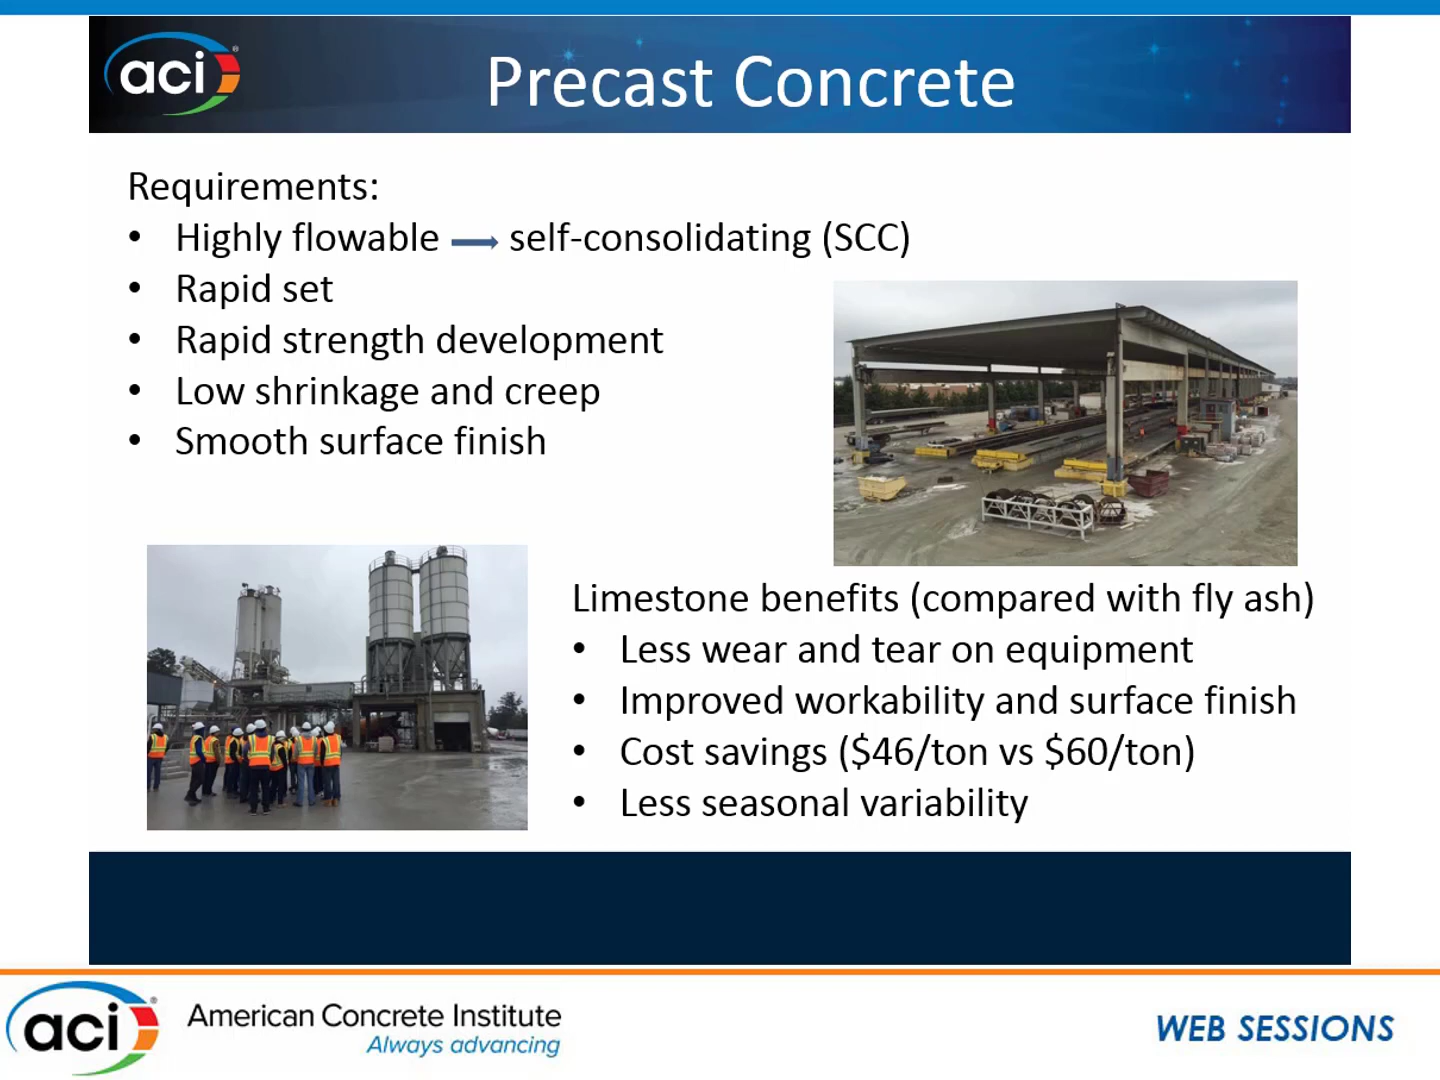 aci®
Precast Concrete
Requirements:
• Highly flowable self-consolidating (SCC)
• Rapid set
• Rapid strength development
• Low shrinkage and creep
• Smooth surface finish
Limestone benefits (compared with fly ash)
• Less wear and tear on equipment
• Improved workability and surface finish
• Cost savings ($46/ton vs $60/ton)
• Less seasonal variability
aci®
American Concrete Institute
Always advancing
WEB SESSIONS